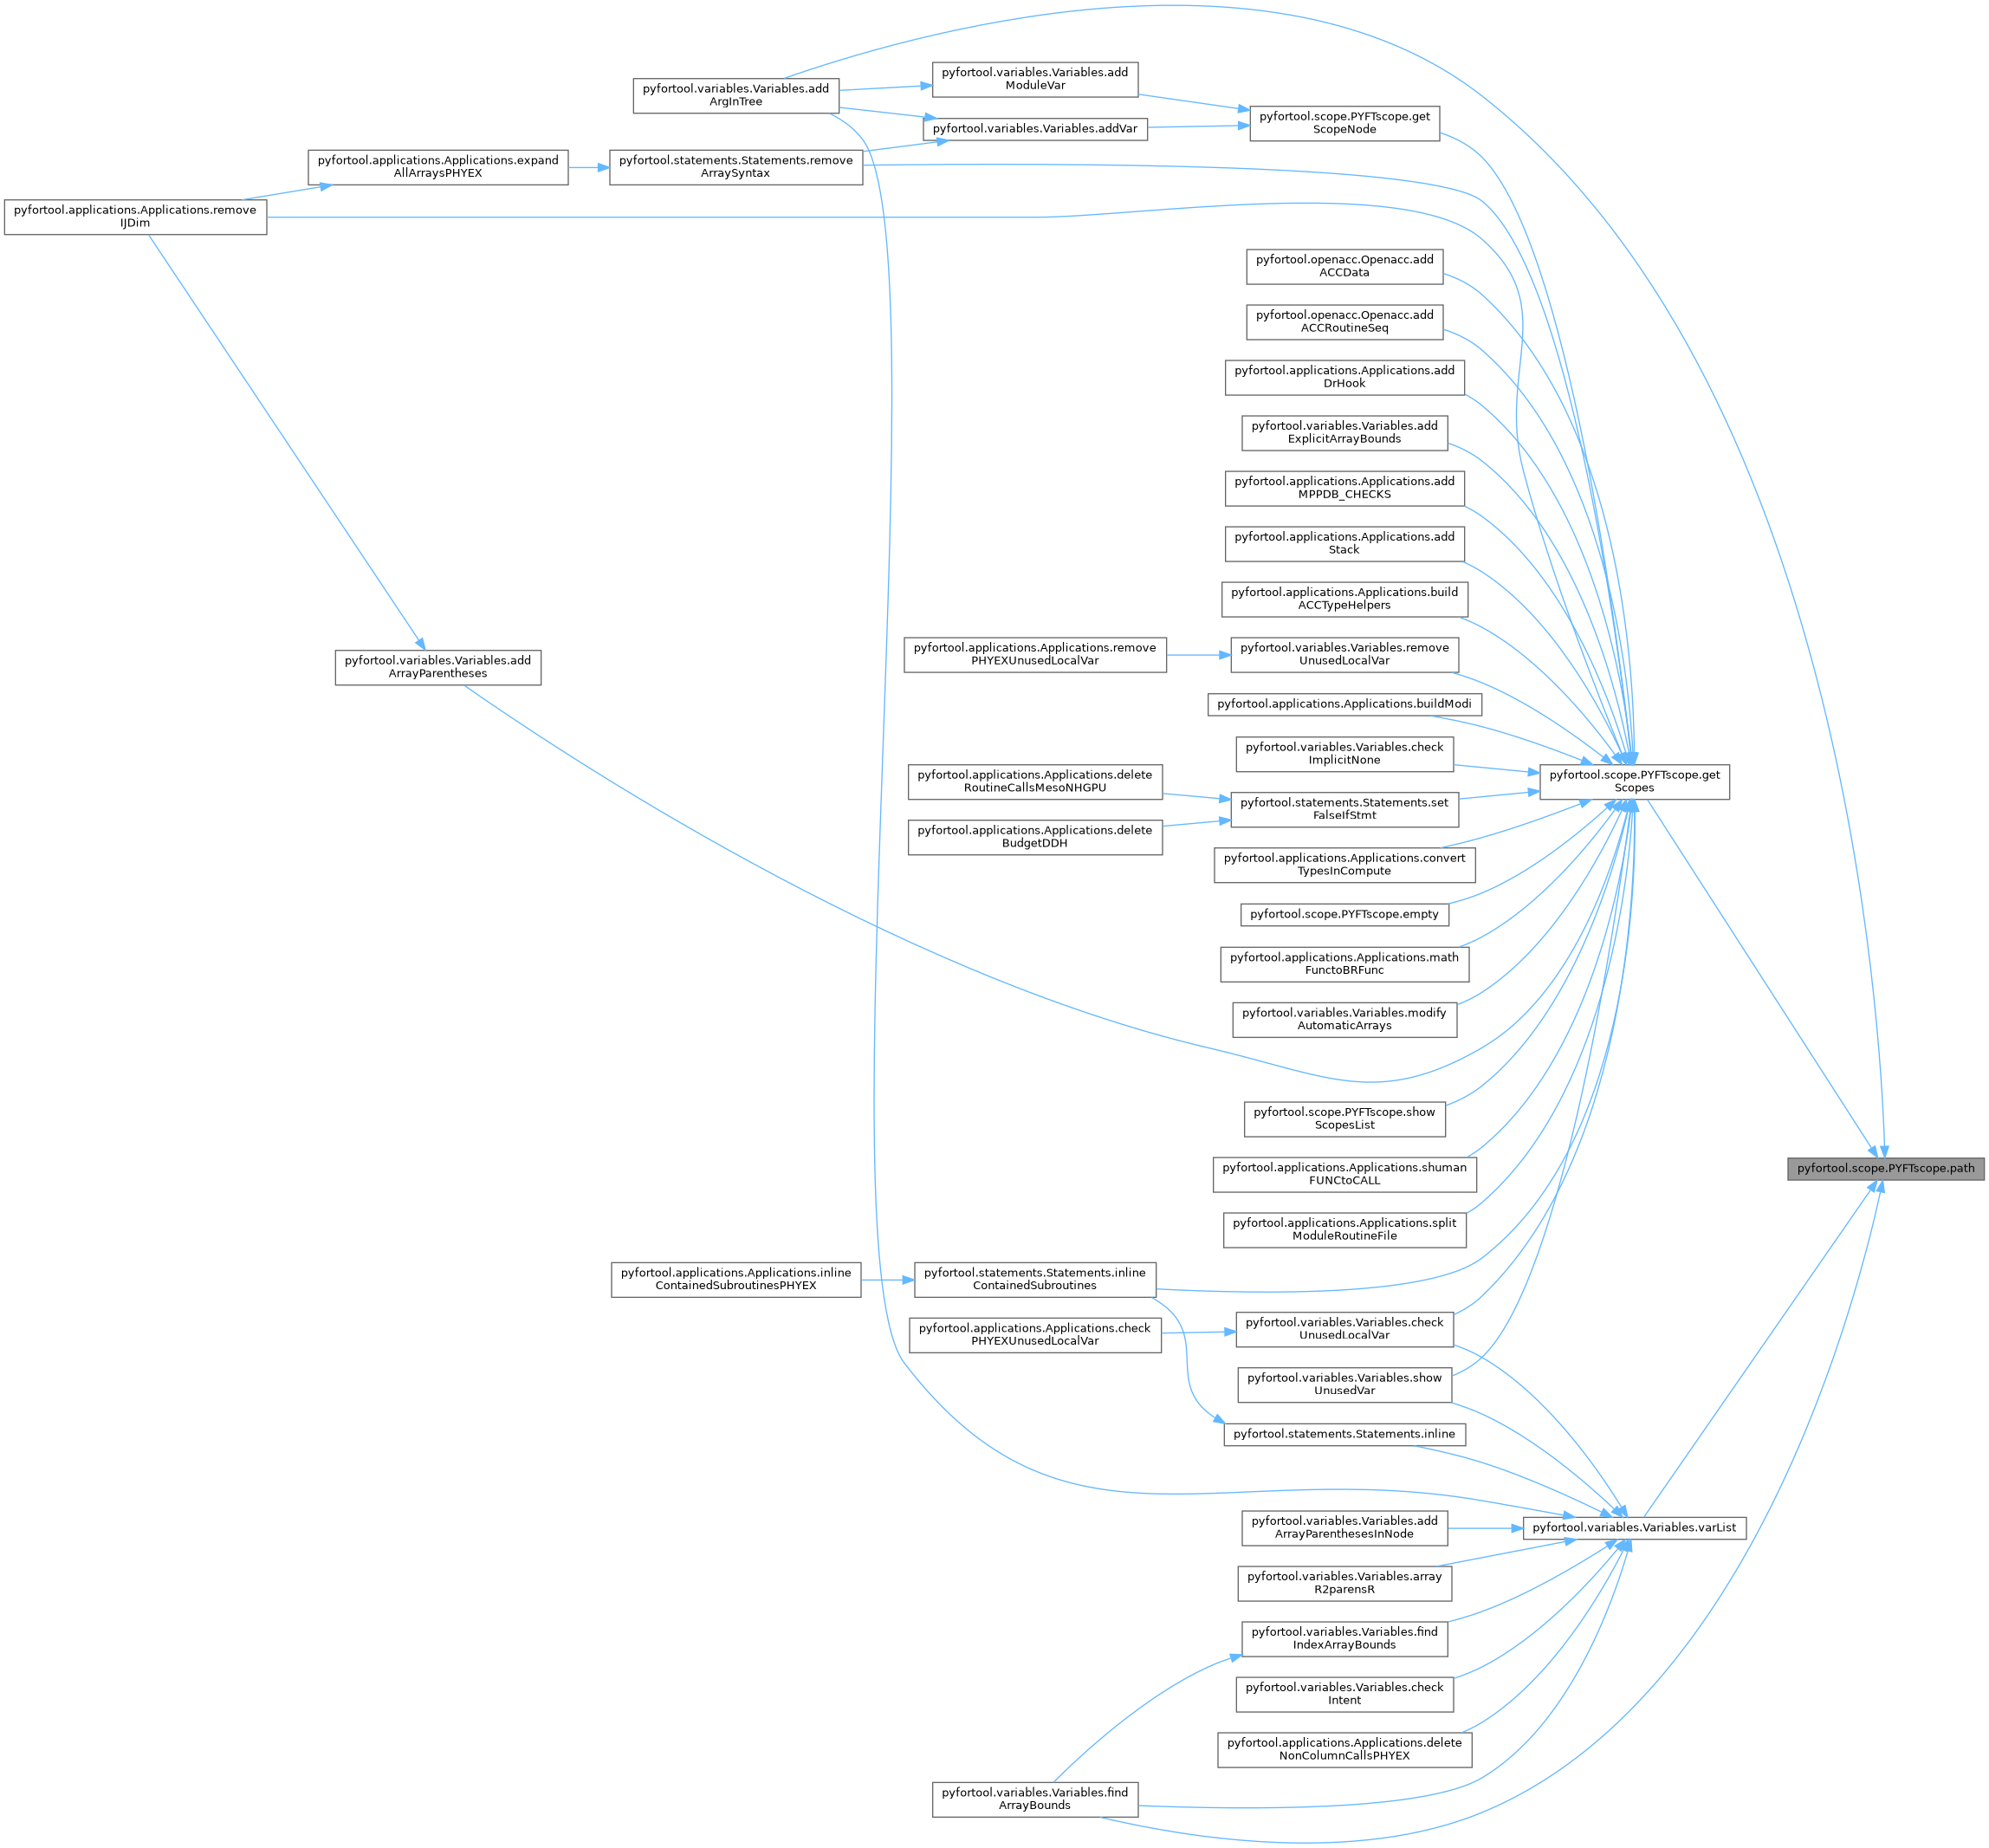 pyfortool.variables.Variables.add
ModuleVar
pyfortool.variables.Variables.add
ArgInTree
pyfortool.scope.PYFTscope.get
ScopeNode
pyfortool.variables.Variables.addVar
pyfortool.applications.Applications.expand
AllArraysPHYEX
pyfortool.statements.Statements.remove
ArraySyntax
pyfortool.applications.Applications.remove
IJDim
pyfortool.openacc.Openacc.add
ACCData
pyfortool.openacc.Openacc.add
ACCRoutineSeq
pyfortool.applications.Applications.add
DrHook
pyfortool.variables.Variables.add
ExplicitArrayBounds
pyfortool.applications.Applications.add
MPPDB_CHECKS
pyfortool.applications.Applications.add
Stack
pyfortool.applications.Applications.build
ACCTypeHelpers
pyfortool.applications.Applications.remove
PHYEXUnusedLocalVar
pyfortool.variables.Variables.remove
UnusedLocalVar
pyfortool.variables.Variables.add
ArrayParentheses
pyfortool.applications.Applications.buildModi
pyfortool.variables.Variables.check
ImplicitNone
pyfortool.applications.Applications.delete
RoutineCallsMesoNHGPU
pyfortool.scope.PYFTscope.get
Scopes
pyfortool.statements.Statements.set
FalseIfStmt
pyfortool.applications.Applications.delete
BudgetDDH
pyfortool.applications.Applications.convert
TypesInCompute
pyfortool.scope.PYFTscope.empty
pyfortool.applications.Applications.math
FunctoBRFunc
pyfortool.variables.Variables.modify
AutomaticArrays
pyfortool.scope.PYFTscope.show
ScopesList
pyfortool.applications.Applications.shuman
FUNCtoCALL
pyfortool.scope.PYFTscope.path
pyfortool.applications.Applications.split
ModuleRoutineFile
pyfortool.applications.Applications.inline
ContainedSubroutinesPHYEX
pyfortool.statements.Statements.inline
ContainedSubroutines
pyfortool.applications.Applications.check
PHYEXUnusedLocalVar
pyfortool.variables.Variables.check
UnusedLocalVar
pyfortool.variables.Variables.show
UnusedVar
pyfortool.statements.Statements.inline
pyfortool.variables.Variables.add
ArrayParenthesesInNode
pyfortool.variables.Variables.varList
pyfortool.variables.Variables.array
R2parensR
pyfortool.variables.Variables.find
IndexArrayBounds
pyfortool.variables.Variables.check
Intent
pyfortool.applications.Applications.delete
NonColumnCallsPHYEX
pyfortool.variables.Variables.find
ArrayBounds